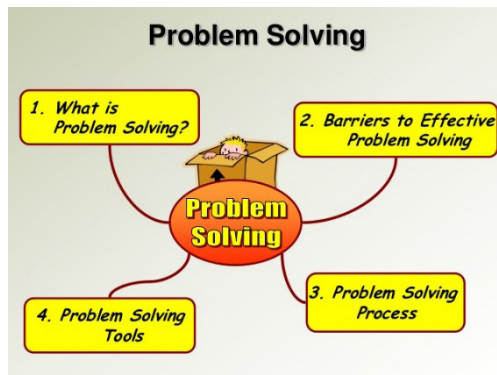 Problem Solving
1. What is
Problem Solving?
2. Barriers to Effective
Problem Solving
Problem
Solving
3. Problem Solving
Process
4. Problem Solving
Tools